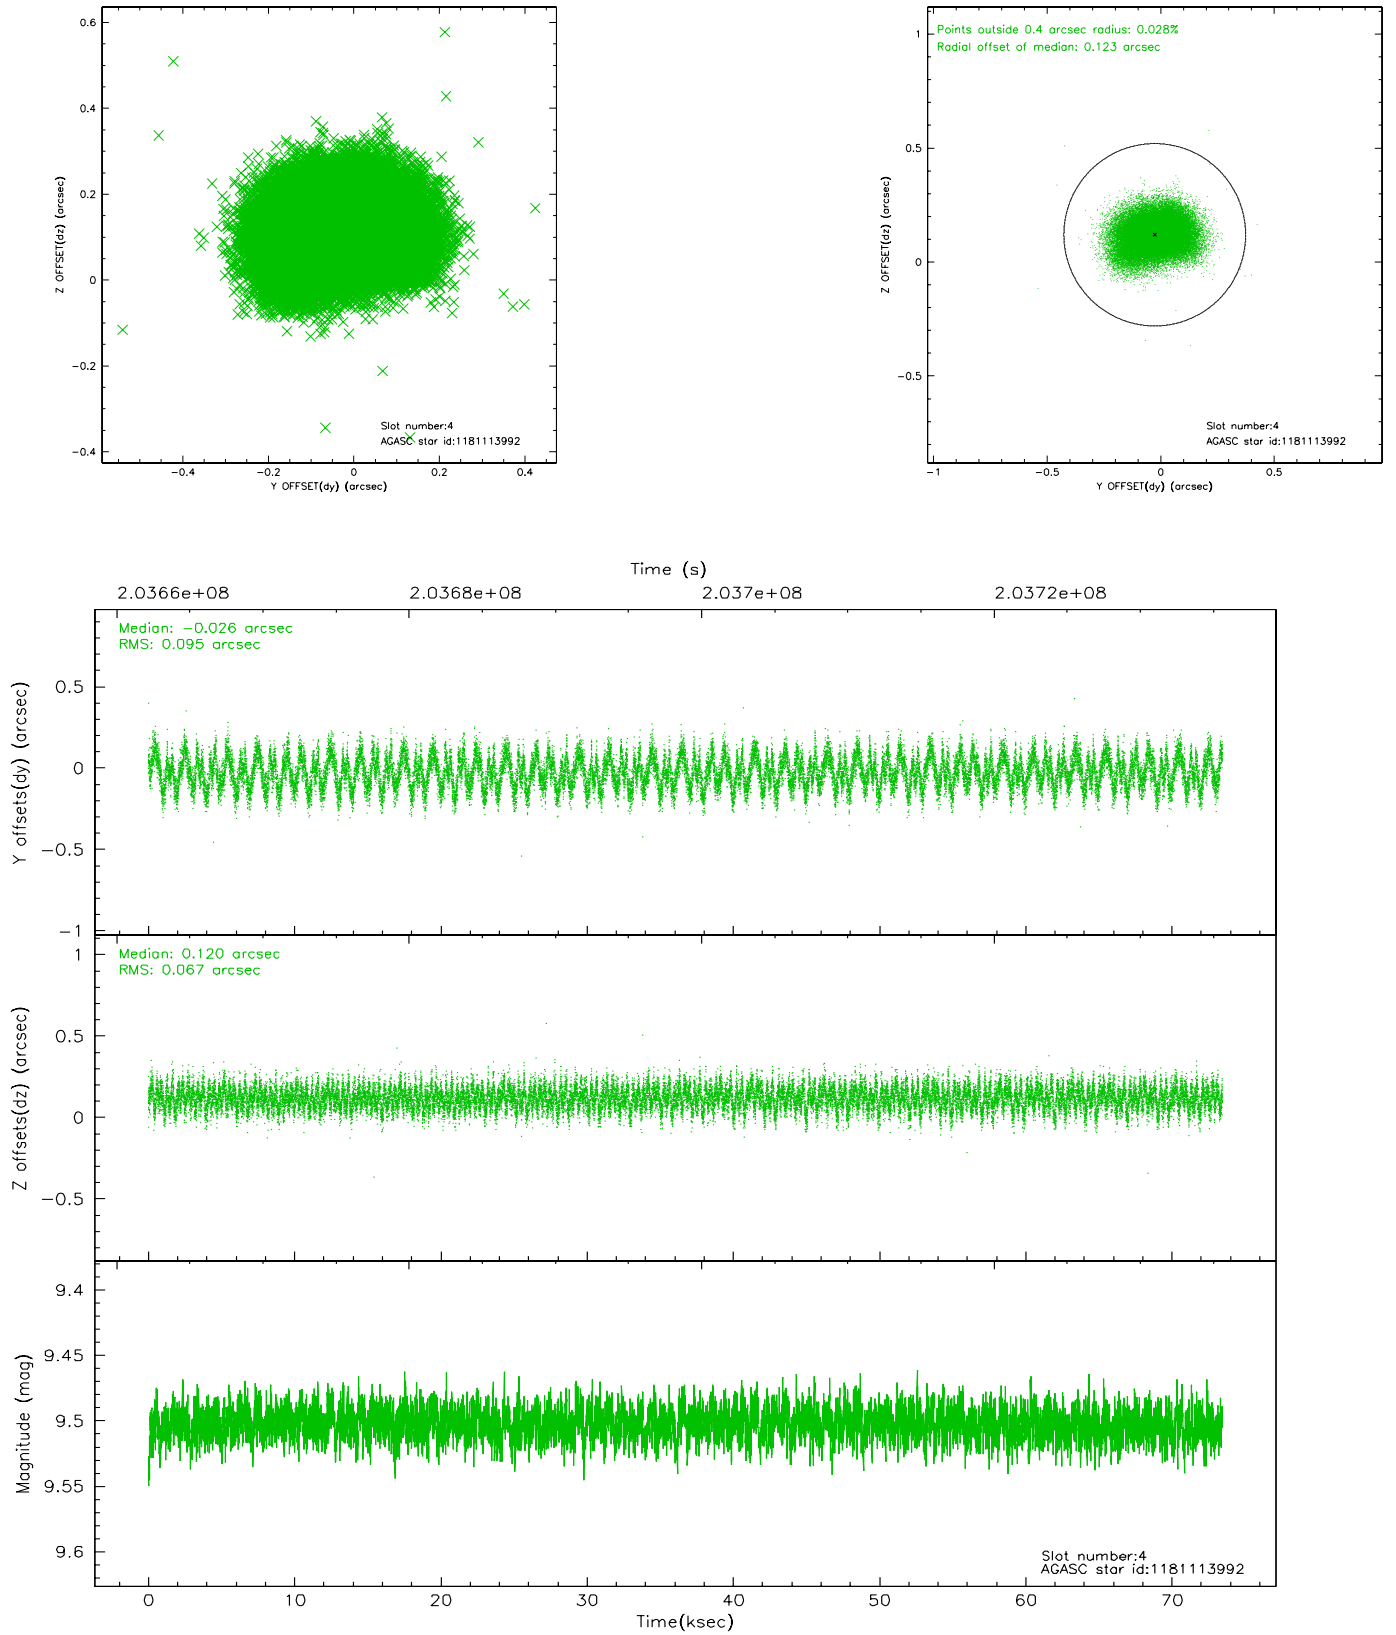 0.6
0.4
0.2
0
−0.2
−0.4
Z OFFSET(dz) (arcsec)
−0.4 −0.2 0 0.2 0.4
Y OFFSET(dy) (arcsec)
Slot number:4
AGASC star id:1181113992
Points outside 0.4 arcsec radius: 0.028%
Radial offset of median: 0.123 arcsec
1
0.5
0
−0.5
Z OFFSET(dz) (arcsec)
−1 −0.5 0 0.5
Y OFFSET(dy) (arcsec)
Slot number:4
AGASC star id:1181113992
Time (s)
2.0366e+08 2.0368e+08 2.037e+08 2.0372e+08
Median: −0.026 arcsec
RMS: 0.095 arcsec
0.5
0
−0.5
−1
Y offsets(dy) (arcsec)
Median: 0.120 arcsec
RMS: 0.067 arcsec
1
0.5
0
−0.5
Z offsets(dz) (arcsec)
9.4
9.45
9.5
9.55
9.6
Magnitude (mag)
Slot number:4
AGASC star id:1181113992
0 10 20 30 40 50 60 70
Time(ksec)